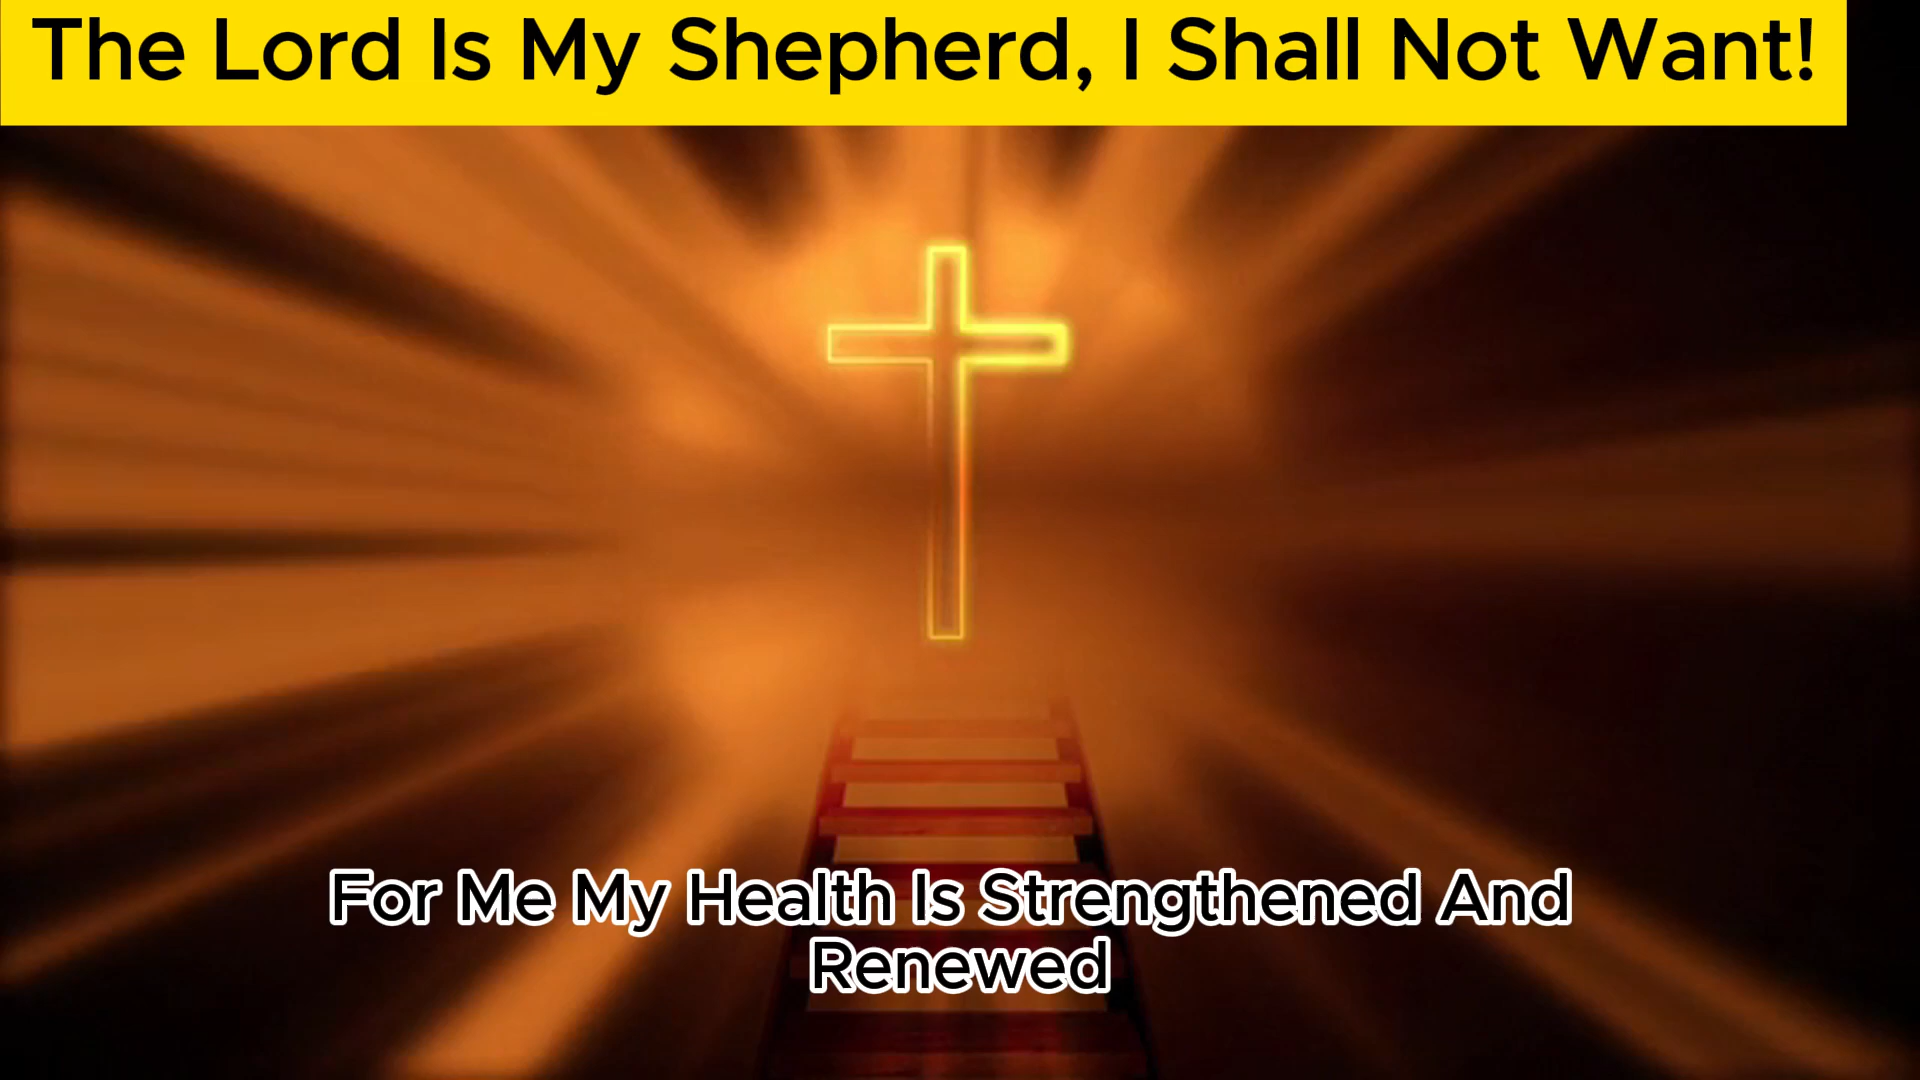 The Lord Is My Shepherd, I Shall Not Want!
For Me My Health Is Strengthened And
Renewed